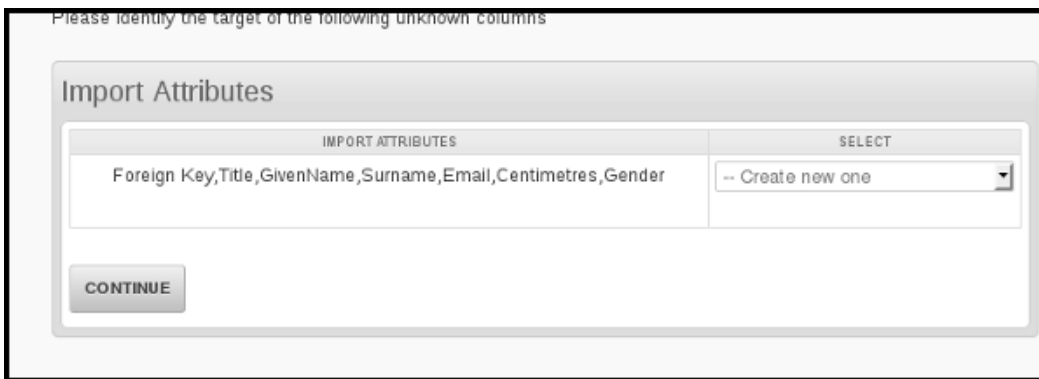 Please identify the target of the following unknown columns
Import Attributes
IMPORT ATTRIBUTES
SELECT
Foreign Key,Title,GivenName,Surname,Email,Centimetres,Gender
-- Create new one
CONTINUE